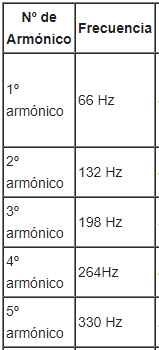 Nº de
Armónico
Frecuencia
1º
armónico
66 Hz
2º
armónico
132 Hz
3º
armónico
198 Hz
4º
armónico
264Hz
5º
armónico
330 Hz